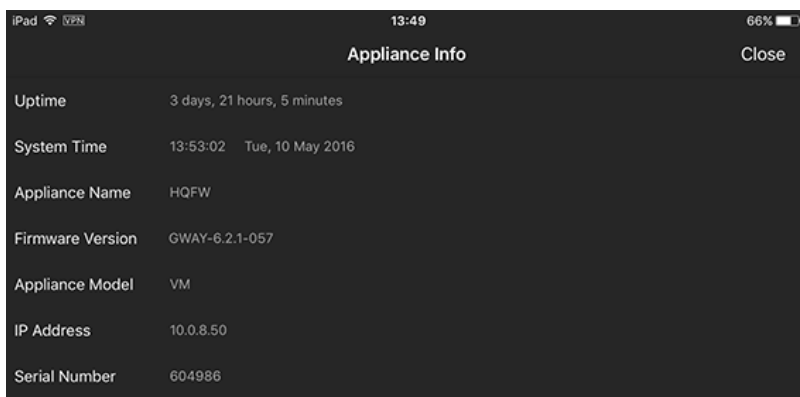 iPad VPN 13:49 66%
Appliance Info Close
Uptime 3 days, 21 hours, 5 minutes
System Time 13:53:02 Tue, 10 May 2016
Appliance Name HQFW
Firmware Version GWAY-6.2.1-057
Appliance Model VM
IP Address 10.0.8.50
Serial Number 604986